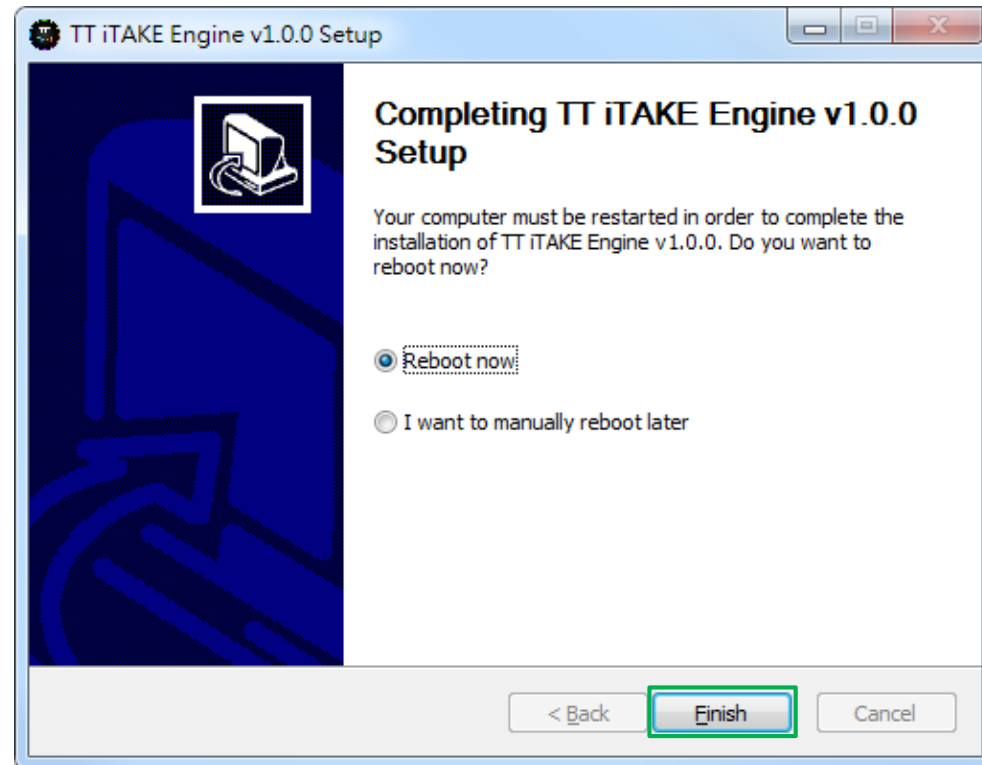 TT iTAKE Engine v1.0.0 Setup
Completing TT iTAKE Engine v1.0.0
Setup
Your computer must be restarted in order to complete the
installation of TT iTAKE Engine v1.0.0. Do you want to
reboot now?
Reboot now
I want to manually reboot later
< Back Finish Cancel